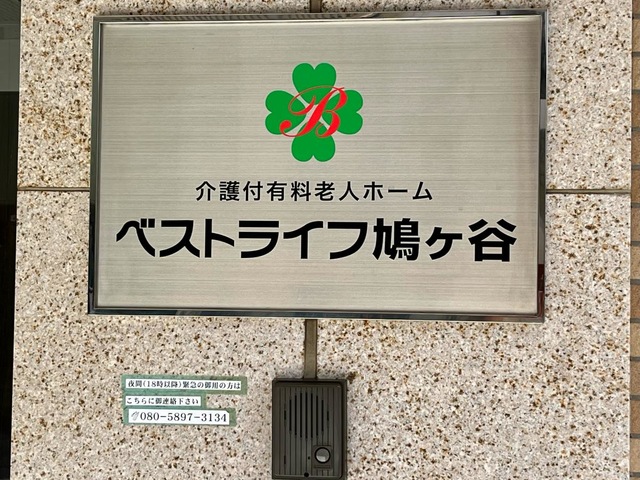 B
介護付有料老人ホーム
ベストライフ鳩ヶ谷
夜間(18時以降)緊急の御用の方は
こちらに御連絡下さい
080-5897-3134